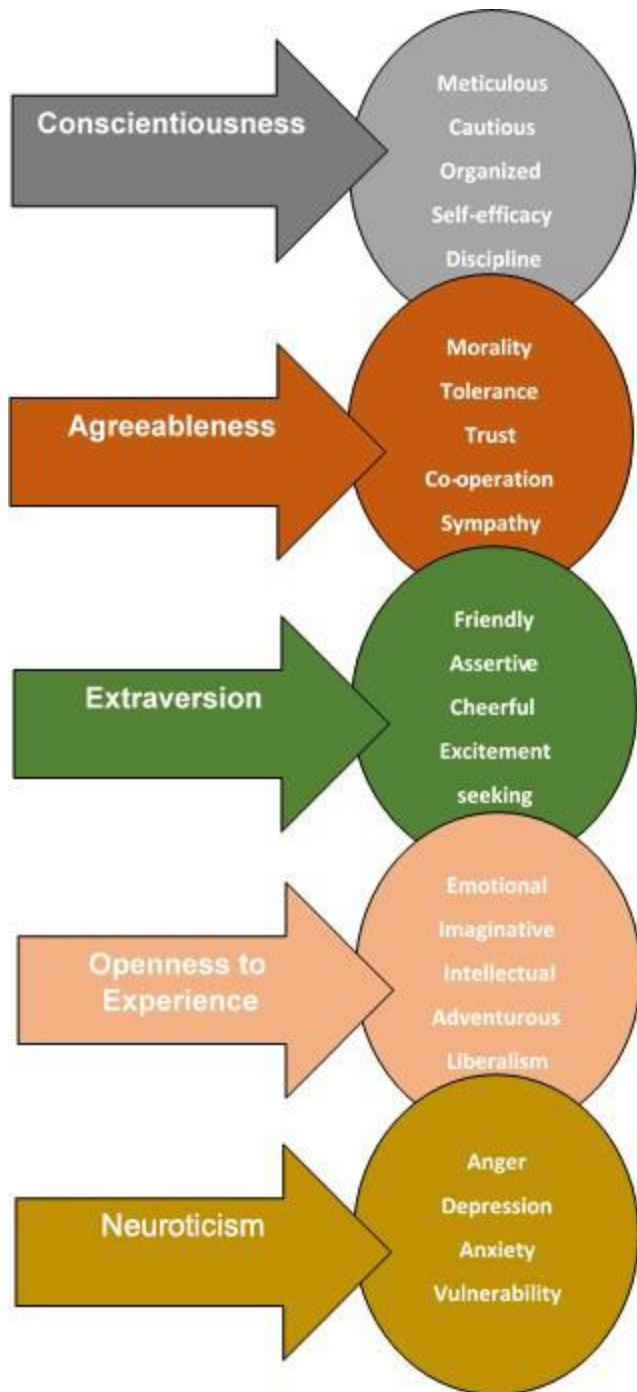 Conscientiousness
Meticulous
Cautious
Organized
Self-efficacy
Discipline
Agreeableness
Morality
Tolerance
Trust
Co-operation
Sympathy
Extraversion
Friendly
Assertive
Cheerful
Excitement
seeking
Openness to
Experience
Emotional
Imaginative
Intellectual
Adventurous
Liberalism
Neuroticism
Anger
Depression
Anxiety
Vulnerability